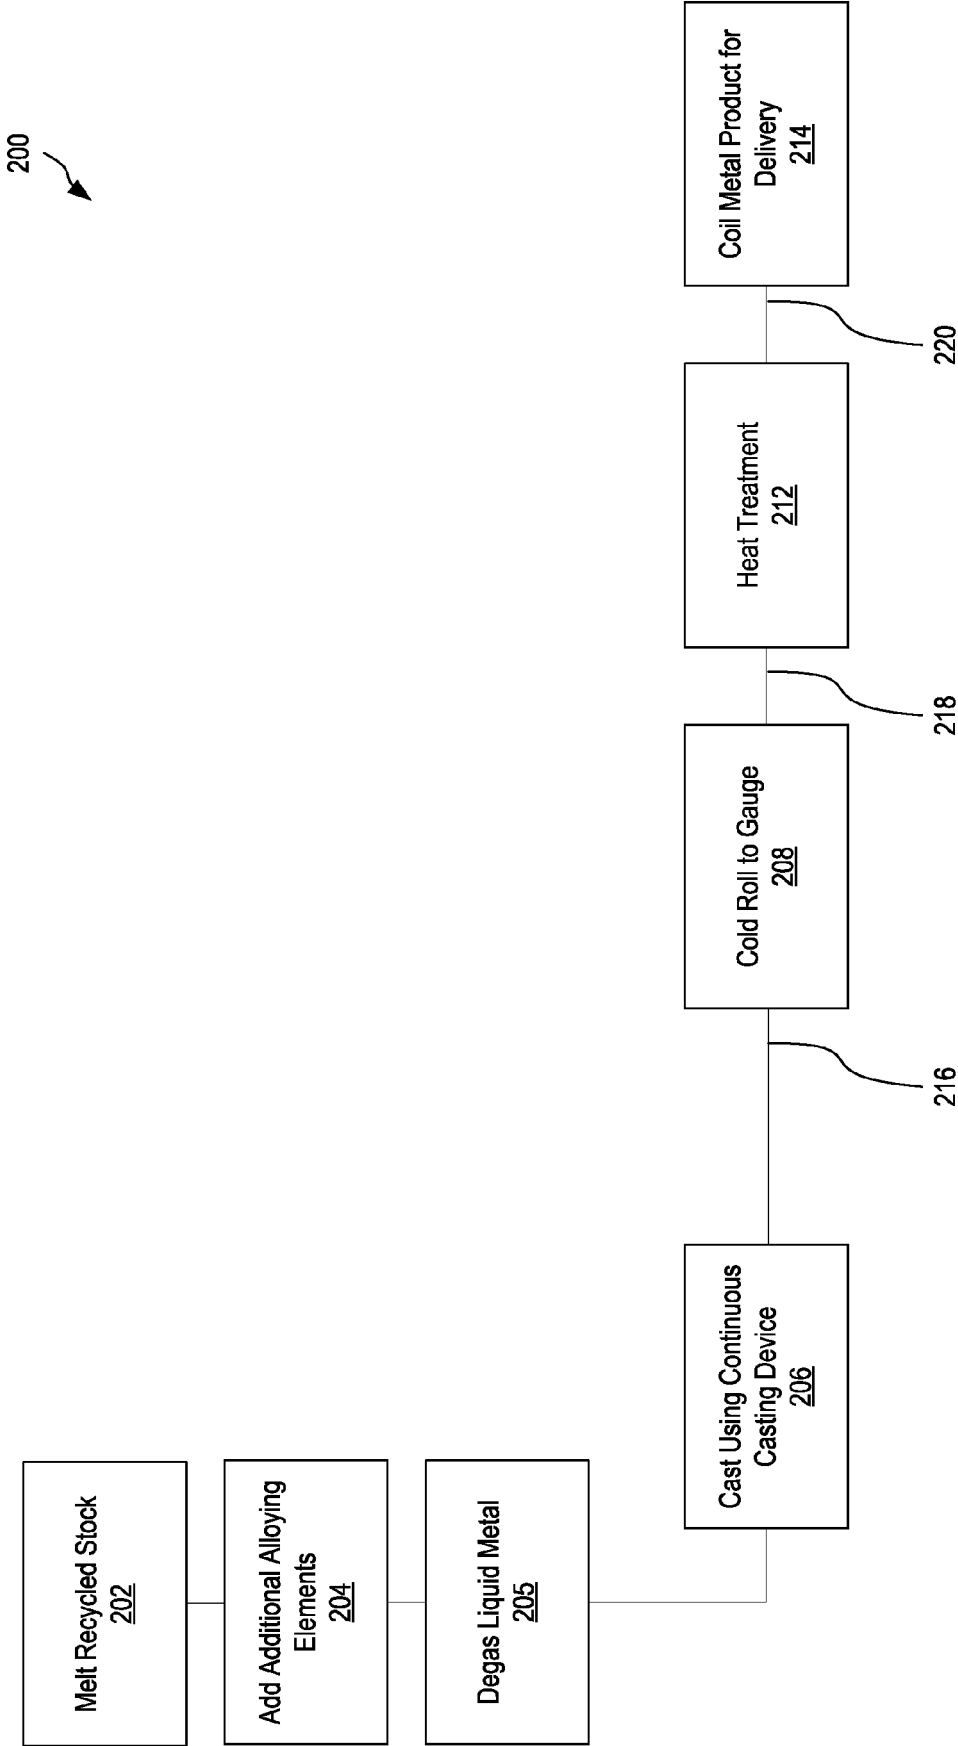 200
Melt Recycled Stock
202
Add Additional Alloying
Elements
204
Degas Liquid Metal
205
Cast Using Continuous
Casting Device
206
216
Cold Roll to Gauge
208
218
Heat Treatment
212
220
Coil Metal Product for
Delivery
214